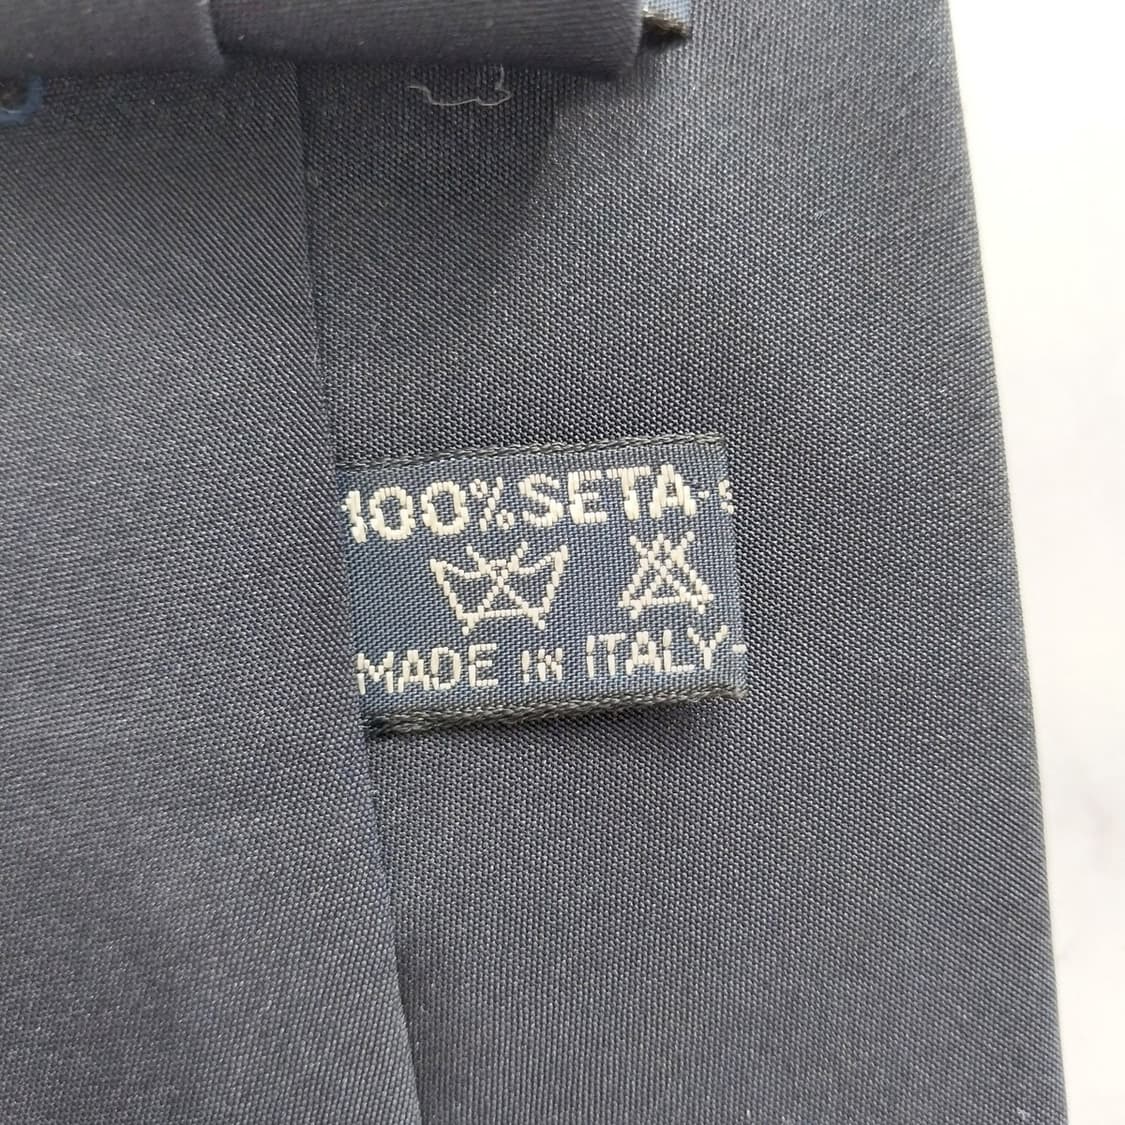 100% SETA-
MADE IN ITALY-